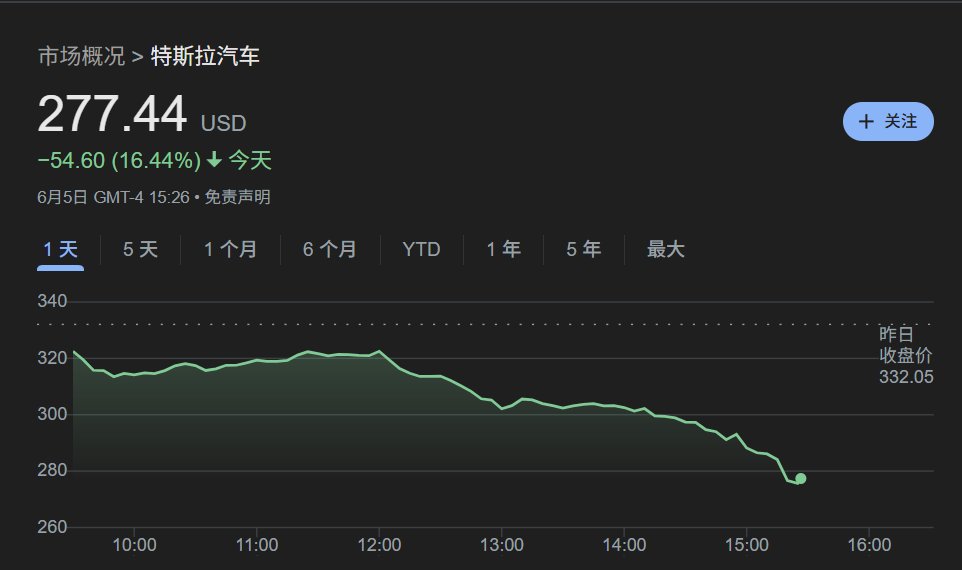 市场概况 > 特斯拉汽车
277.44 USD
+ 关注
−54.60 (16.44%) ↓ 今天
6月5日 GMT-4 15:26 • 免责声明
1 天 5 天 1 个月 6 个月 YTD 1 年 5 年 最大
340
昨日
收盘价
332.05
320
300
280
260
10:00 11:00 12:00 13:00 14:00 15:00 16:00